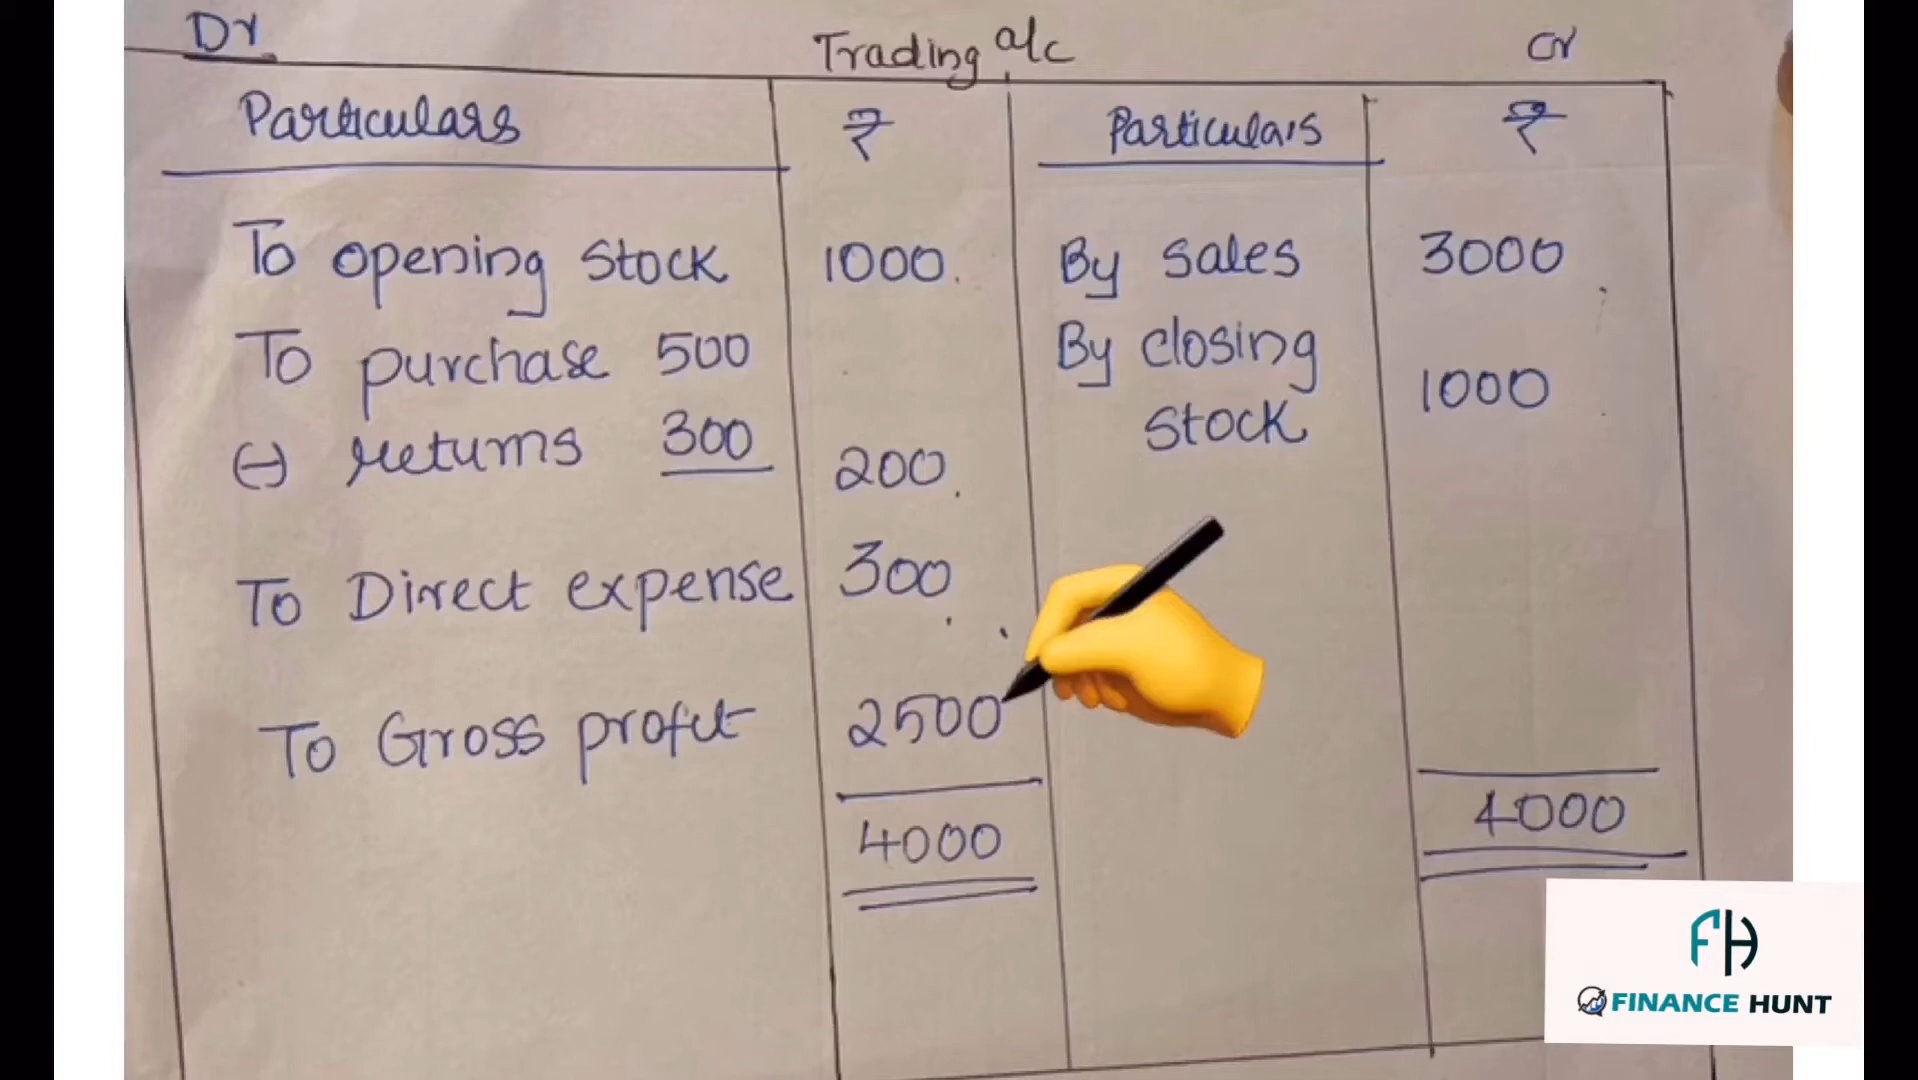 Dr Trading a/c Cr
Particulars ₹ Particulars ₹
To opening stock 1000. By sales 3000
To purchase 500 By closing
stock 1000
(-) returns 300 200.
To Direct expense 300
To Gross profit 2500
4000 4000
FH
FINANCE HUNT